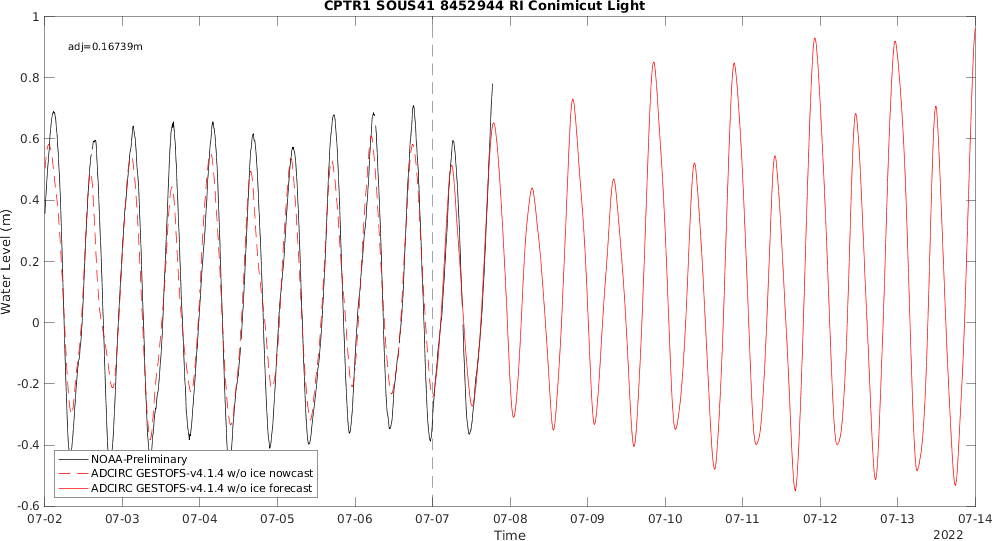 CPTR1 SOUS41 8452944 RI Conimicut Light
adj=0.16739m
Water Level (m)
1
0.8
0.6
0.4
0.2
0
-0.2
-0.4
-0.6
NOAA-Preliminary
ADCIRC GESTOFS-v4.1.4 w/o ice nowcast
ADCIRC GESTOFS-v4.1.4 w/o ice forecast
07-02 07-03 07-04 07-05 07-06 07-07 07-08 07-09 07-10 07-11 07-12 07-13 07-14
Time
2022